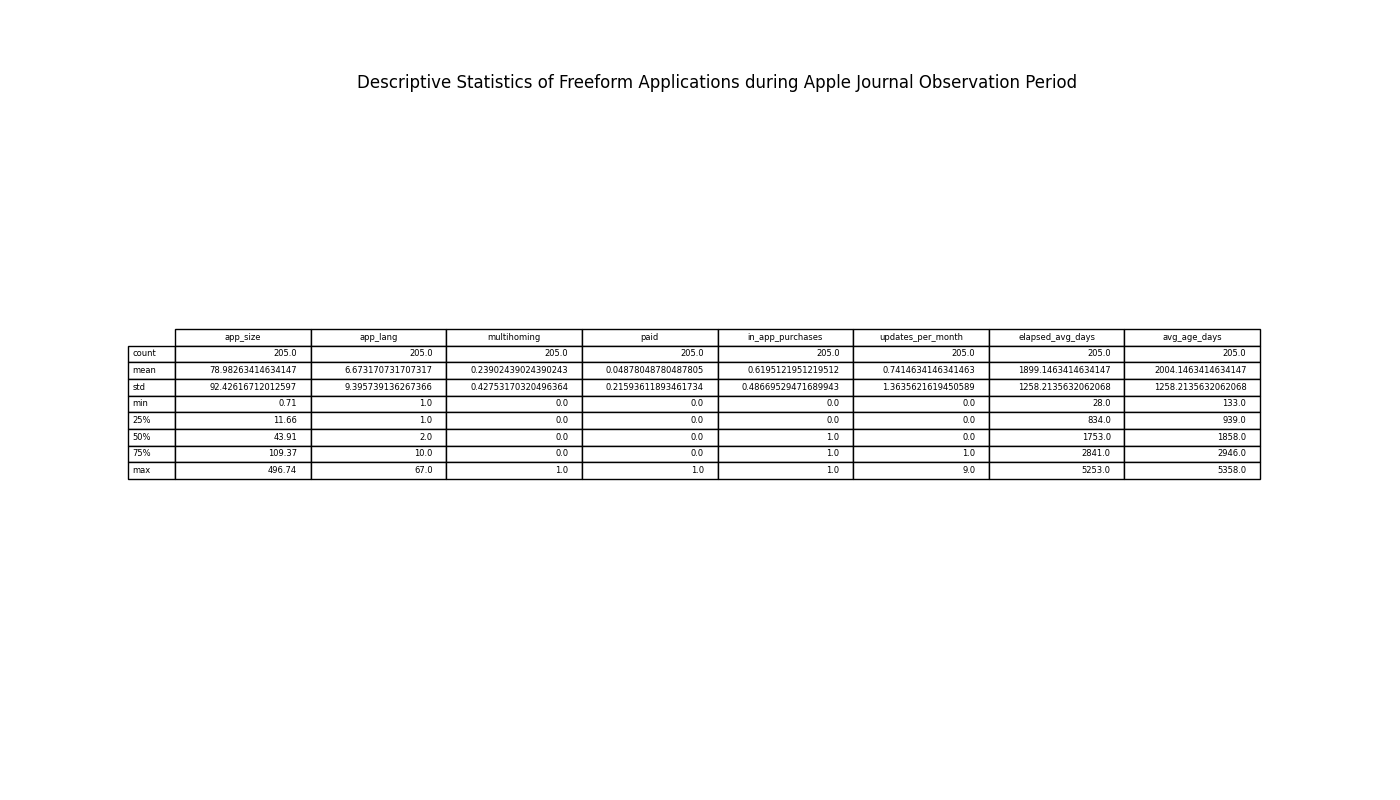 Descriptive Statistics of Freeform Applications during Apple Journal Observation Period
app_size app_lang multihoming paid in_app_purchases updates_per_month elapsed_avg_days avg_age_days
count 205.0 205.0 205.0 205.0 205.0 205.0 205.0 205.0
mean 78.98263414634147 6.673170731707317 0.23902439024390243 0.04878048780487805 0.6195121951219512 0.7414634146341463 1899.1463414634147 2004.1463414634147
std 92.42616712012597 9.395739136267366 0.42753170320496364 0.21593611893461734 0.48669529471689943 1.3635621619450589 1258.2135632062068 1258.2135632062068
min 0.71 1.0 0.0 0.0 0.0 0.0 28.0 133.0
25% 11.66 1.0 0.0 0.0 0.0 0.0 834.0 939.0
50% 43.91 2.0 0.0 0.0 1.0 0.0 1753.0 1858.0
75% 109.37 10.0 0.0 0.0 1.0 1.0 2841.0 2946.0
max 496.74 67.0 1.0 1.0 1.0 9.0 5253.0 5358.0